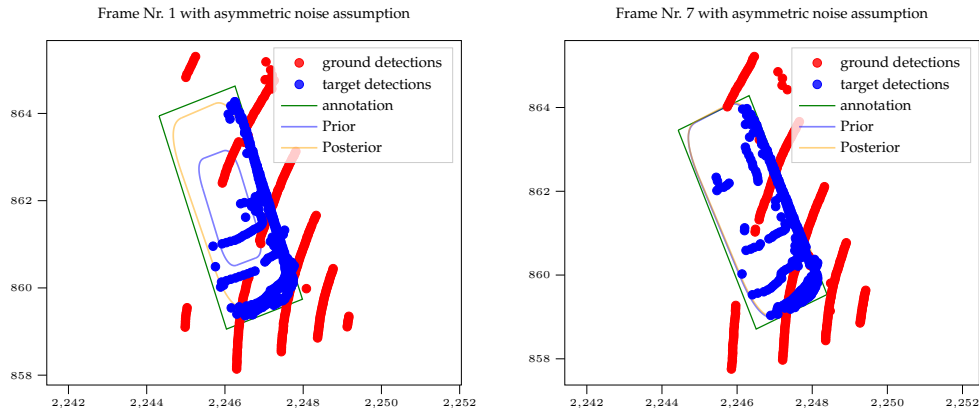 Frame Nr. 1 with asymmetric noise assumption
ground detections
target detections
annotation
Prior
Posterior
864
862
860
858
2,242
2,244
2,246
2,248
2,250
2,252
Frame Nr. 7 with asymmetric noise assumption
ground detections
target detections
annotation
Prior
Posterior
864
862
860
858
2,242
2,244
2,246
2,248
2,250
2,252